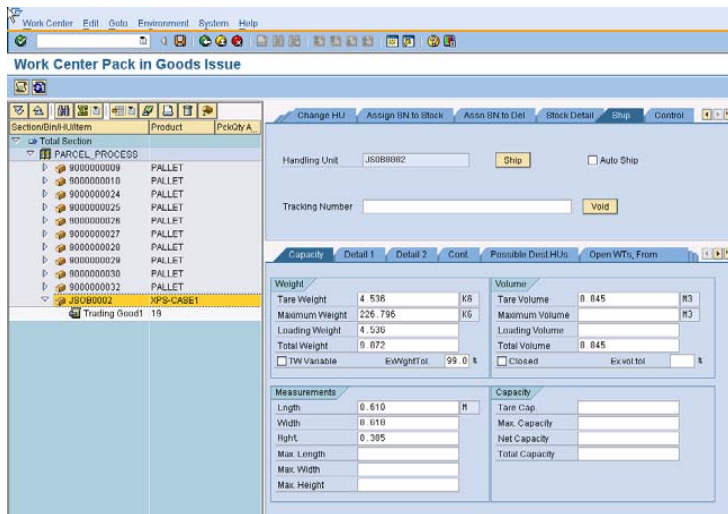 Work Center Edit Goto Environment System Help
Work Center Pack in Goods Issue
Section/Bin/HU/Item Product PckQty A...
Total Section
PARCEL_PROCESS
9000000009 PALLET
9000000010 PALLET
9000000024 PALLET
9000000025 PALLET
9000000026 PALLET
9000000027 PALLET
9000000028 PALLET
9000000029 PALLET
9000000030 PALLET
9000000032 PALLET
JSOB0002 XPS-CASE1
Trading Good1 19
Change HU Assign SN to Stock Assn SN to Del Stock Detail Ship Control
Handling Unit JSOB0002 Ship Auto Ship
Tracking Number Void
Capacity Detail 1 Detail 2 Cont. Possible Dest.HUs Open WTs, From
Weight
Tare Weight 4.536 KG
Maximum Weight 226.796 KG
Loading Weight 4.536
Total Weight 9.072
TW Variable ExWghtTol. 99.0 %
Volume
Tare Volume 0.045 M3
Maximum Volume M3
Loading Volume
Total Volume 0.045
Closed Ex.vol.tol %
Measurements
Lngth 0.610 M
Width 0.610
Hght. 0.305
Max. Length
Max. Width
Max. Height
Capacity
Tare Cap.
Max. Capacity
Net Capacity
Total Capacity